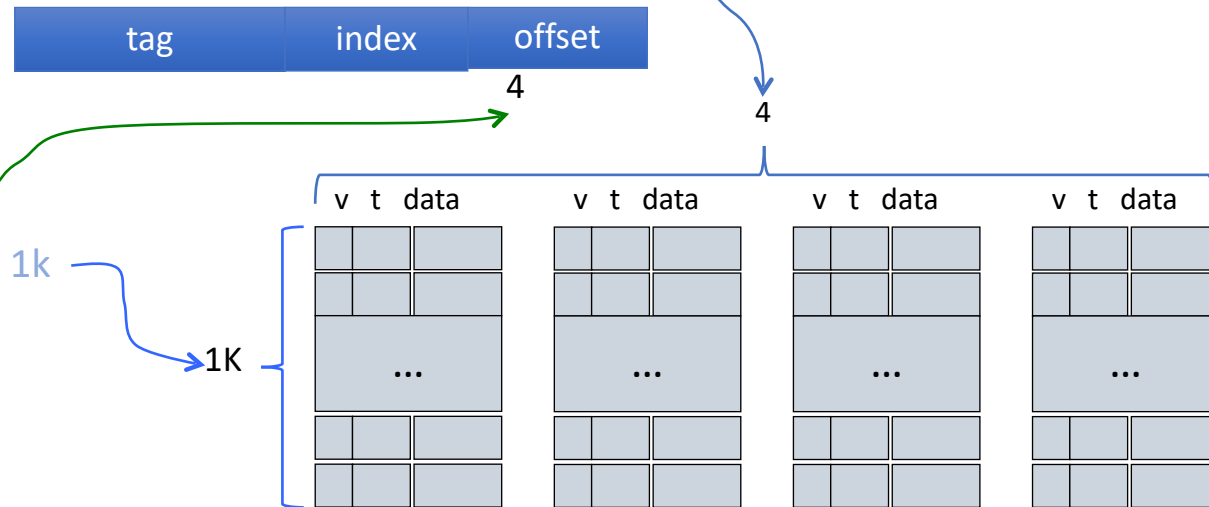 tag index offset
4
4
v t data v t data v t data v t data
1k
1K
... ... ... ...